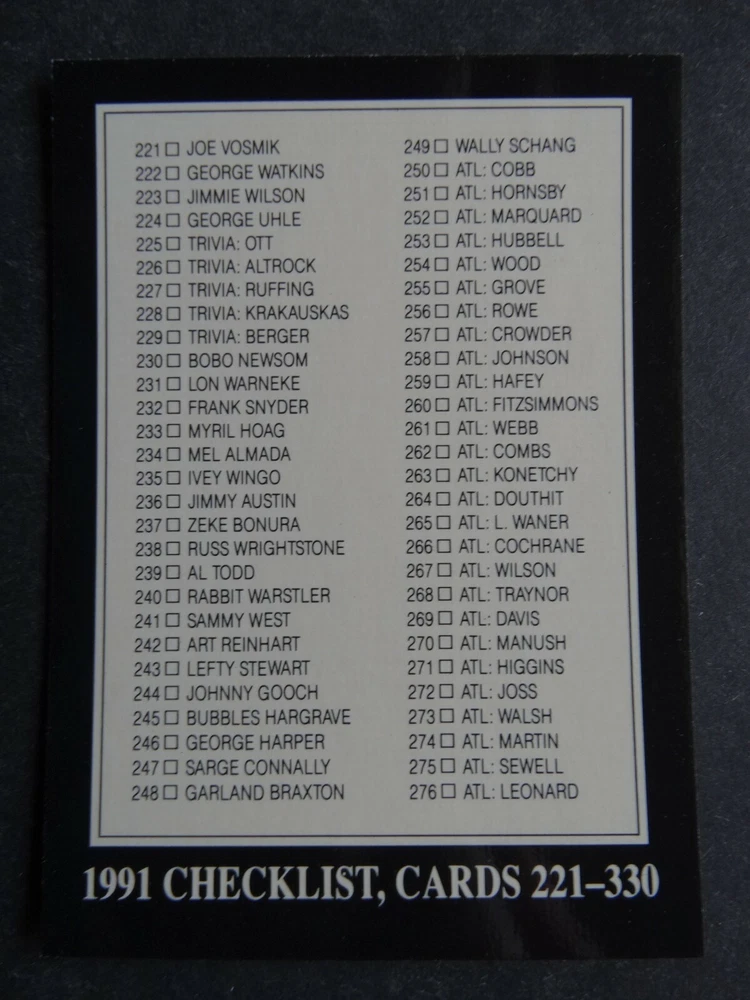 221 ☐ JOE VOSMIK
222 ☐ GEORGE WATKINS
223 ☐ JIMMIE WILSON
224 ☐ GEORGE UHLE
225 ☐ TRIVIA: OTT
226 ☐ TRIVIA: ALTROCK
227 ☐ TRIVIA: RUFFING
228 ☐ TRIVIA: KRAKAUSKAS
229 ☐ TRIVIA: BERGER
230 ☐ BOBO NEWSOM
231 ☐ LON WARNEKE
232 ☐ FRANK SNYDER
233 ☐ MYRIL HOAG
234 ☐ MEL ALMADA
235 ☐ IVEY WINGO
236 ☐ JIMMY AUSTIN
237 ☐ ZEKE BONURA
238 ☐ RUSS WRIGHTSTONE
239 ☐ AL TODD
240 ☐ RABBIT WARSTLER
241 ☐ SAMMY WEST
242 ☐ ART REINHART
243 ☐ LEFTY STEWART
244 ☐ JOHNNY GOOCH
245 ☐ BUBBLES HARGRAVE
246 ☐ GEORGE HARPER
247 ☐ SARGE CONNALLY
248 ☐ GARLAND BRAXTON
249 ☐ WALLY SCHANG
250 ☐ ATL: COBB
251 ☐ ATL: HORNSBY
252 ☐ ATL: MARQUARD
253 ☐ ATL: HUBBELL
254 ☐ ATL: WOOD
255 ☐ ATL: GROVE
256 ☐ ATL: ROWE
257 ☐ ATL: CROWDER
258 ☐ ATL: JOHNSON
259 ☐ ATL: HAFEY
260 ☐ ATL: FITZSIMMONS
261 ☐ ATL: WEBB
262 ☐ ATL: COMBS
263 ☐ ATL: KONETCHY
264 ☐ ATL: DOUTHIT
265 ☐ ATL: L. WANER
266 ☐ ATL: COCHRANE
267 ☐ ATL: WILSON
268 ☐ ATL: TRAYNOR
269 ☐ ATL: DAVIS
270 ☐ ATL: MANUSH
271 ☐ ATL: HIGGINS
272 ☐ ATL: JOSS
273 ☐ ATL: WALSH
274 ☐ ATL: MARTIN
275 ☐ ATL: SEWELL
276 ☐ ATL: LEONARD
1991 CHECKLIST, CARDS 221–330